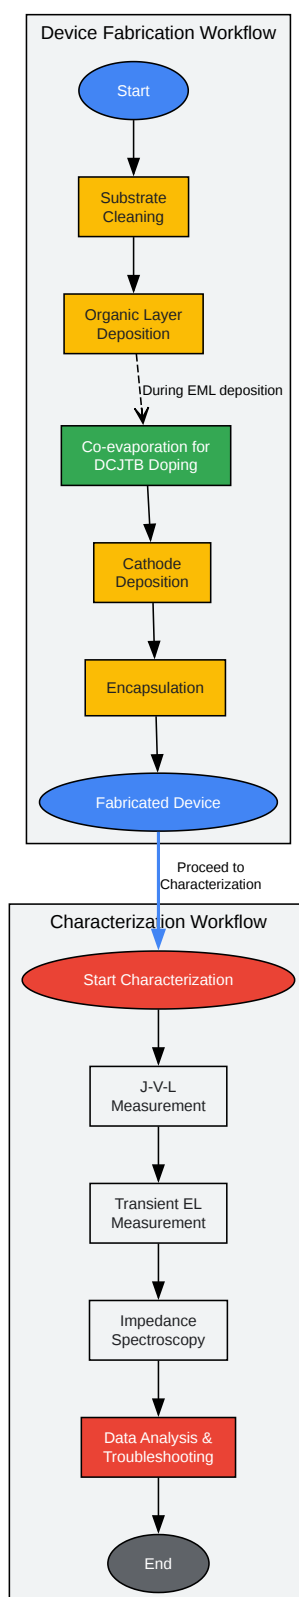 Device Fabrication Workflow
Start
Substrate
Cleaning
Organic Layer
Deposition
During EML deposition
Co-evaporation for
DCJTB Doping
Cathode
Deposition
Encapsulation
Fabricated Device
Proceed to
Characterization
Characterization Workflow
Start Characterization
J-V-L
Measurement
Transient EL
Measurement
Impedance
Spectroscopy
Data Analysis &
Troubleshooting
End